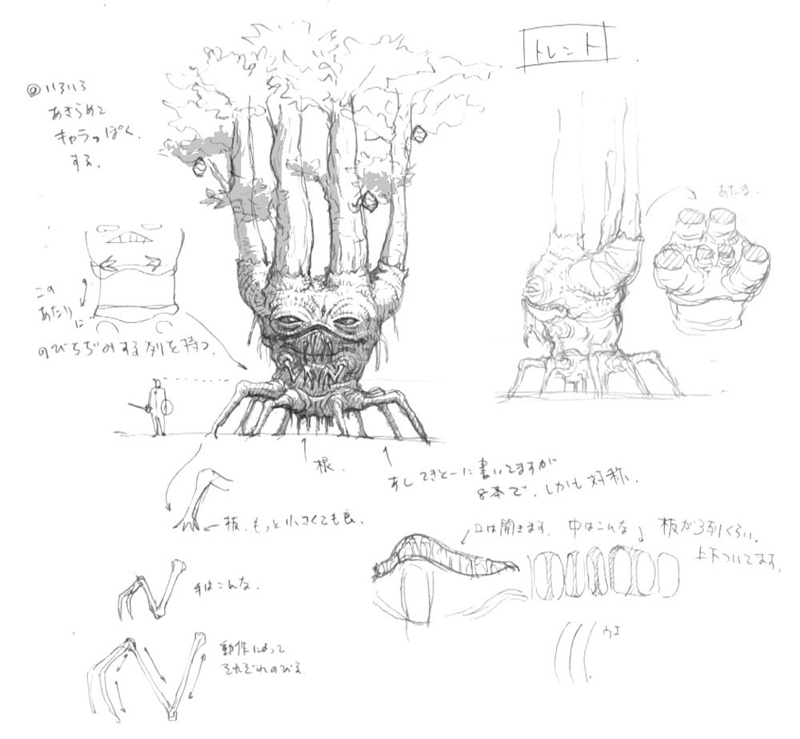 トレント
@いろいろ
あきらめて
キャラっぽく
する。
あたま.
この
あたりに
のびちぢみする列を持つ.
根.
あしてきとーに書いてますが
8本で、しかも対称.
根、もっと小さくても良.
口は開きます. 中はこんな
板が3列くらい.
上下ついてます.
手はこんな.
動作によって
それぞれのびる
ウエ